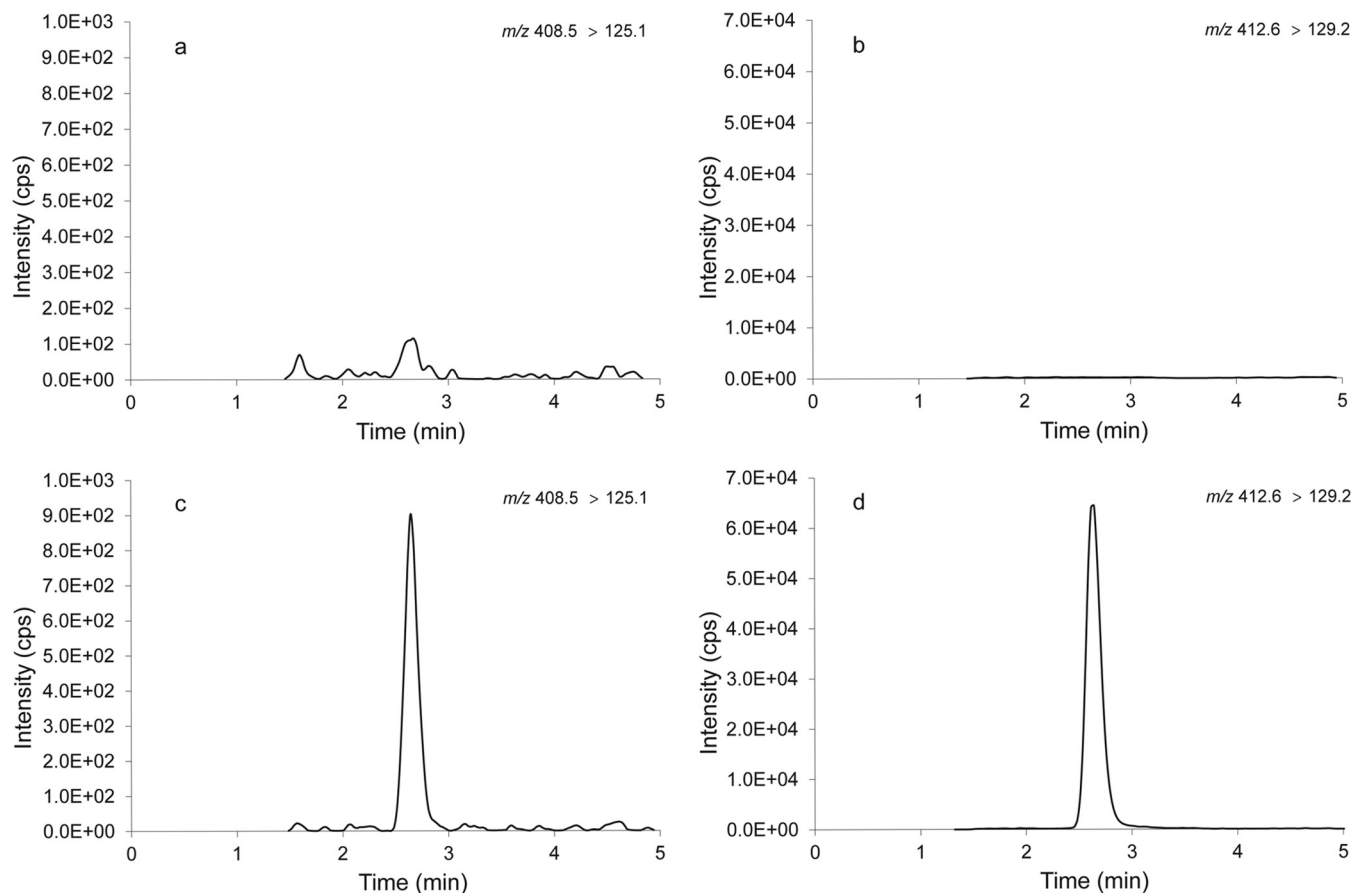 a
m/z 408.5 > 125.1
Intensity (cps)
1.0E+03
9.0E+02
8.0E+02
7.0E+02
6.0E+02
5.0E+02
4.0E+02
3.0E+02
2.0E+02
1.0E+02
0.0E+00
0 1 2 3 4 5
Time (min)
b
m/z 412.6 > 129.2
Intensity (cps)
7.0E+04
6.0E+04
5.0E+04
4.0E+04
3.0E+04
2.0E+04
1.0E+04
0.0E+00
0 1 2 3 4 5
Time (min)
c
m/z 408.5 > 125.1
Intensity (cps)
1.0E+03
9.0E+02
8.0E+02
7.0E+02
6.0E+02
5.0E+02
4.0E+02
3.0E+02
2.0E+02
1.0E+02
0.0E+00
0 1 2 3 4 5
Time (min)
d
m/z 412.6 > 129.2
Intensity (cps)
7.0E+04
6.0E+04
5.0E+04
4.0E+04
3.0E+04
2.0E+04
1.0E+04
0.0E+00
0 1 2 3 4 5
Time (min)